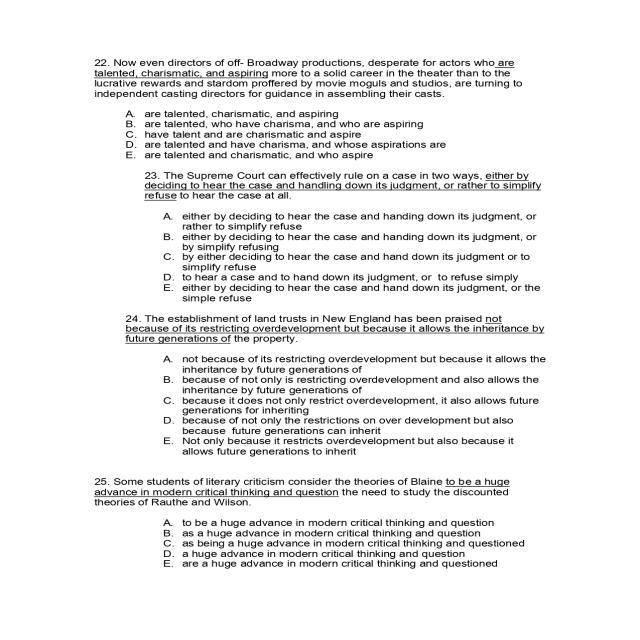 22. Now even directors of off- Broadway productions, desperate for actors who are
talented, charismatic, and aspiring more to a solid career in the theater than to the
lucrative rewards and stardom proffered by movie moguls and studios, are turning to
independent casting directors for guidance in assembling their casts.
A. are talented, charismatic, and aspiring
B. are talented, who have charisma, and who are aspiring
C. have talent and are charismatic and aspire
D. are talented and have charisma, and whose aspirations are
E. are talented and charismatic, and who aspire
23. The Supreme Court can effectively rule on a case in two ways, either by
deciding to hear the case and handling down its judgment, or rather to simplify
refuse to hear the case at all.
A. either by deciding to hear the case and handing down its judgment, or
rather to simplify refuse
B. either by deciding to hear the case and handing down its judgment, or
by simplify refusing
C. by either deciding to hear the case and hand down its judgment or to
simplify refuse
D. to hear a case and to hand down its judgment, or to refuse simply
E. either by deciding to hear the case and handing down its judgment, or the
simple refuse
24. The establishment of land trusts in New England has been praised not
because of its restricting overdevelopment but because it allows the inheritance by
future generations of the property.
A. not because of its restricting overdevelopment but because it allows the
inheritance by future generations of
B. because of not only is restricting overdevelopment and also allows the
inheritance by future generations of
C. because it does not only restrict overdevelopment, it also allows future
generations for inheriting
D. because of not only the restrictions on over development but also
because future generations can inherit
E. Not only because it restricts overdevelopment but also because it
allows future generations to inherit
25. Some students of literary criticism consider the theories of Blaine to be a huge
advance in modern critical thinking and question the need to study the discounted
theories of Rauthe and Wilson.
A. to be a huge advance in modern critical thinking and question
B. as a huge advance in modern critical thinking and question
C. as being a huge advance in modern critical thinking and questioned
D. a huge advance in modern critical thinking and question
E. are a huge advance in modern critical thinking and questioned